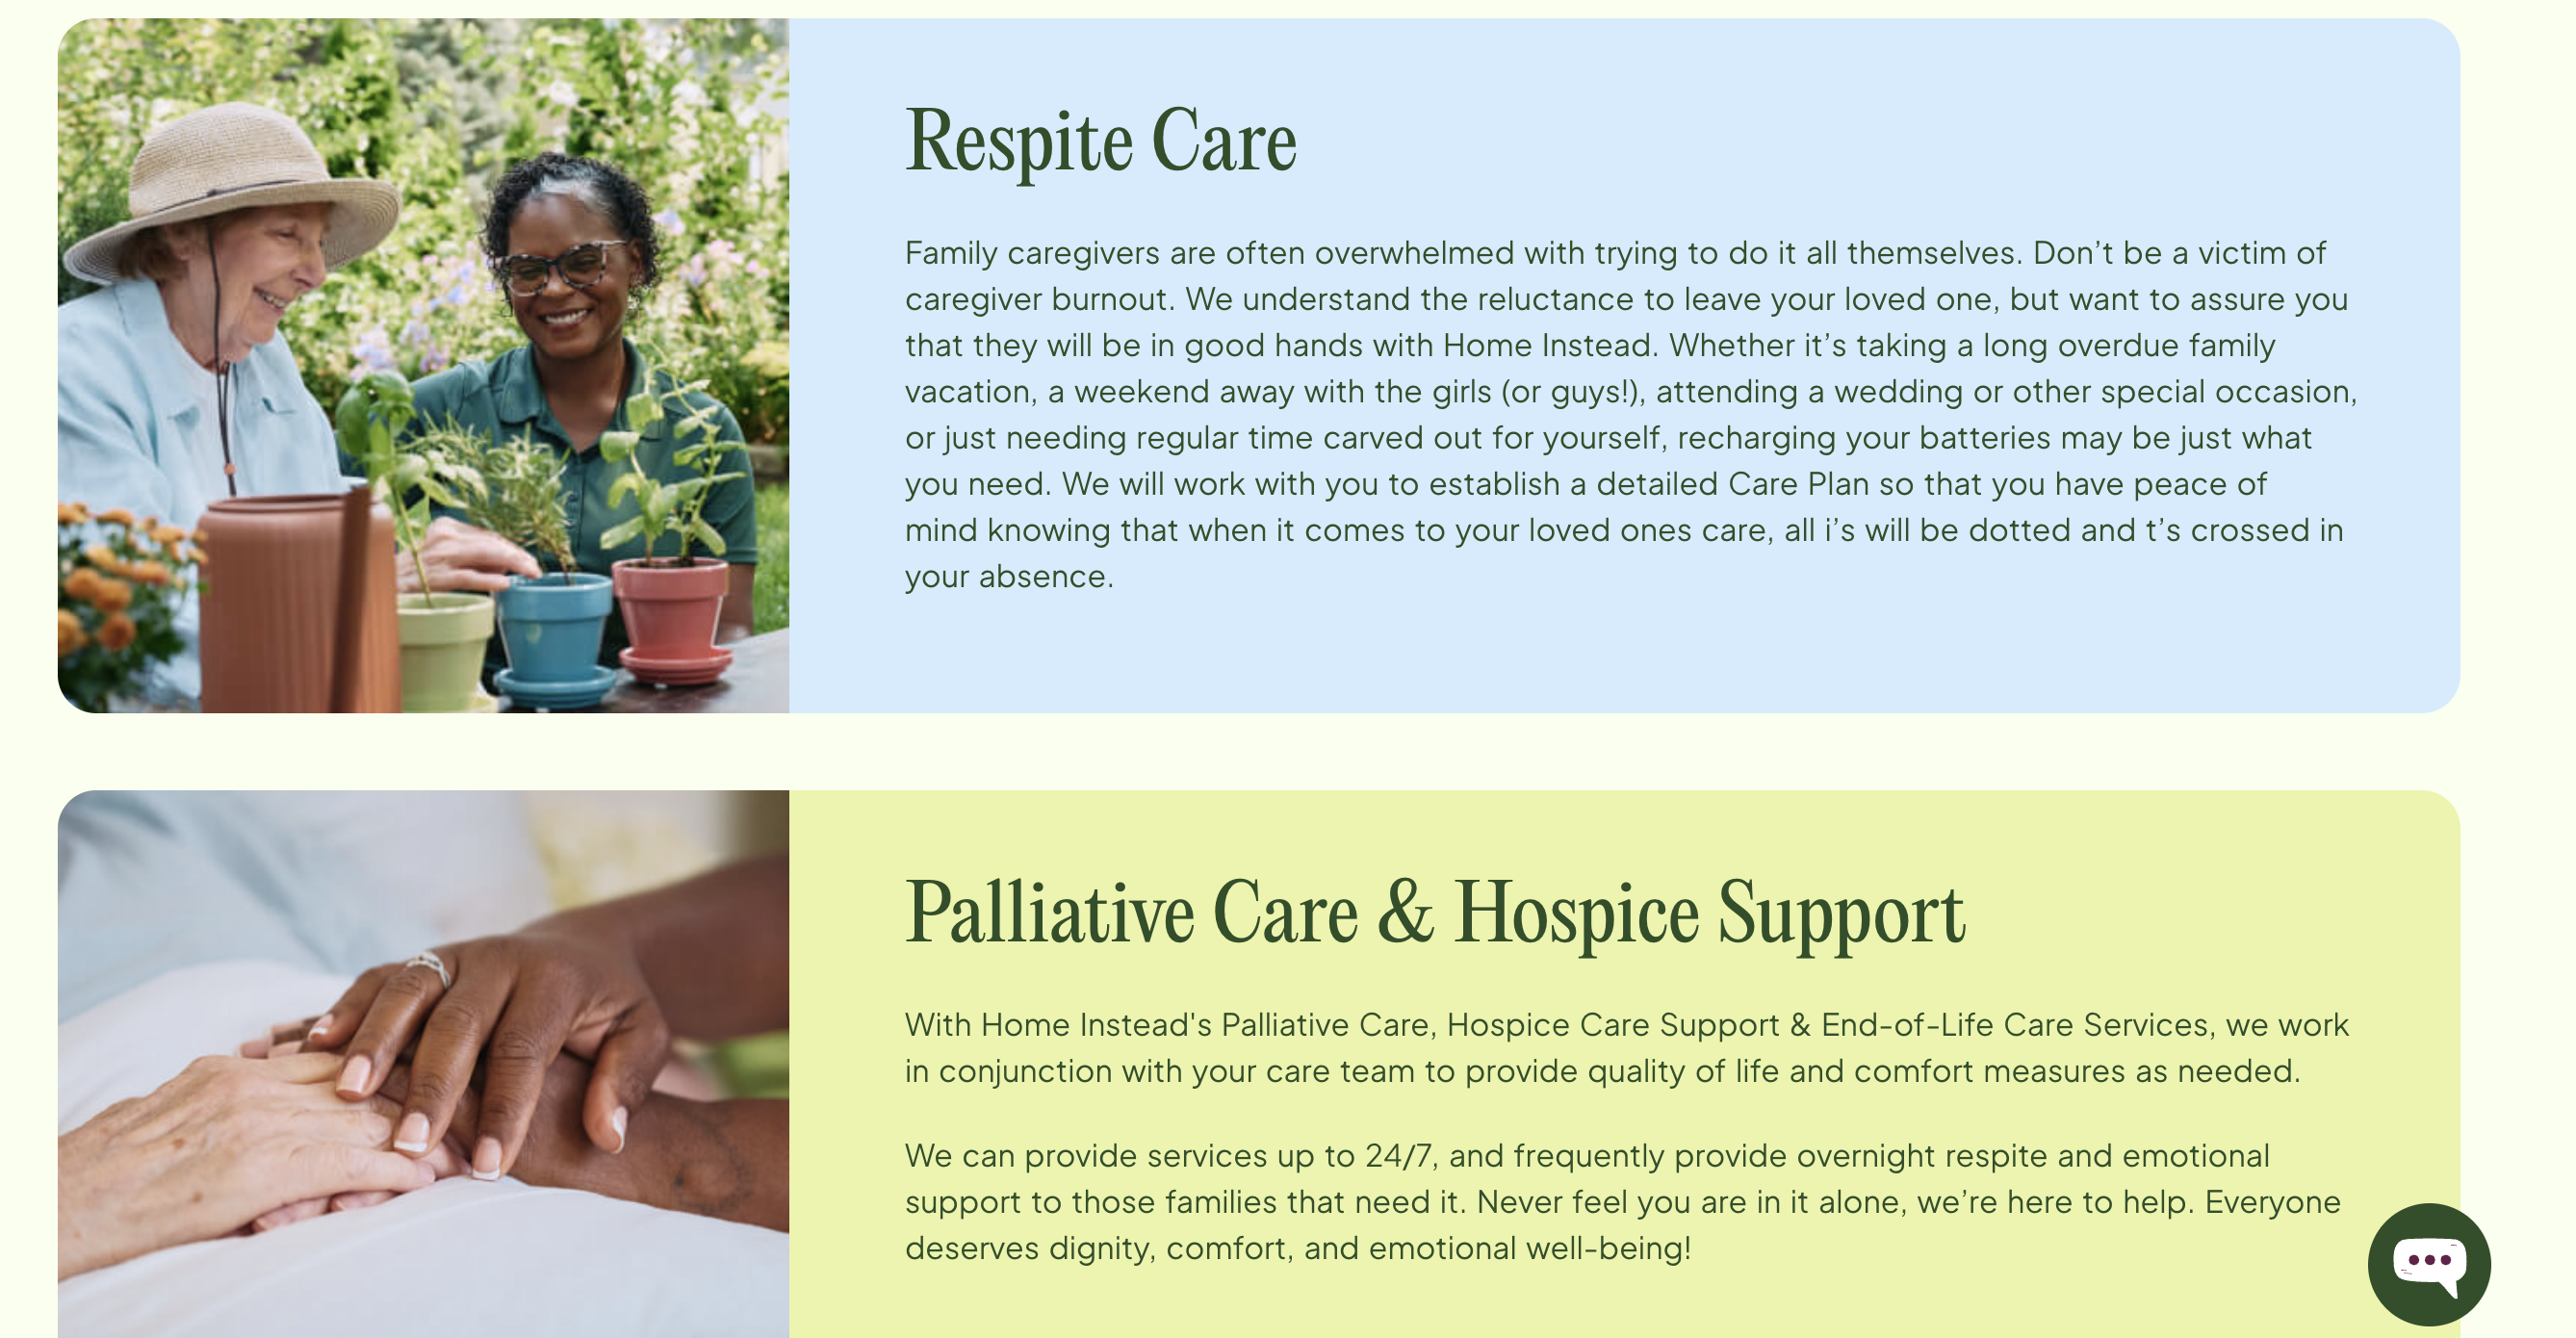 Respite Care
Family caregivers are often overwhelmed with trying to do it all themselves. Don’t be a victim of
caregiver burnout. We understand the reluctance to leave your loved one, but want to assure you
that they will be in good hands with Home Instead. Whether it’s taking a long overdue family
vacation, a weekend away with the girls (or guys!), attending a wedding or other special occasion,
or just needing regular time carved out for yourself, recharging your batteries may be just what
you need. We will work with you to establish a detailed Care Plan so that you have peace of
mind knowing that when it comes to your loved ones care, all i’s will be dotted and t’s crossed in
your absence.
Palliative Care & Hospice Support
With Home Instead's Palliative Care, Hospice Care Support & End-of-Life Care Services, we work
in conjunction with your care team to provide quality of life and comfort measures as needed.
We can provide services up to 24/7, and frequently provide overnight respite and emotional
support to those families that need it. Never feel you are in it alone, we’re here to help. Everyone
deserves dignity, comfort, and emotional well-being!